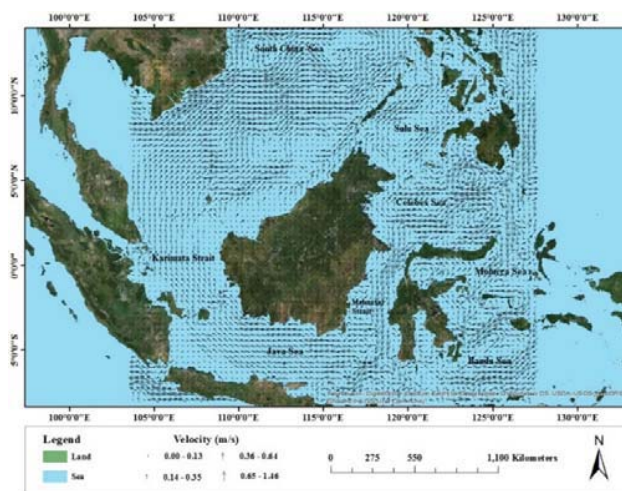 100°0'0"E 105°0'0"E 110°0'0"E 115°0'0"E 120°0'0"E 125°0'0"E 130°0'0"E
South China Sea
10°0'0"N
Sulu Sea
5°0'0"N
Celebes Sea
Karimata Strait
0°0'0"N
Molucca Sea
Makassar
Strait
Java Sea
5°0'0"S
Banda Sea
100°0'0"E 105°0'0"E 110°0'0"E 115°0'0"E 120°0'0"E 125°0'0"E 130°0'0"E
Legend
Velocity (m/s)
Land
0.00 - 0.13
0.36 - 0.64
Sea
0.14 - 0.35
0.65 - 1.46
0 275 550 1,100 Kilometers
N